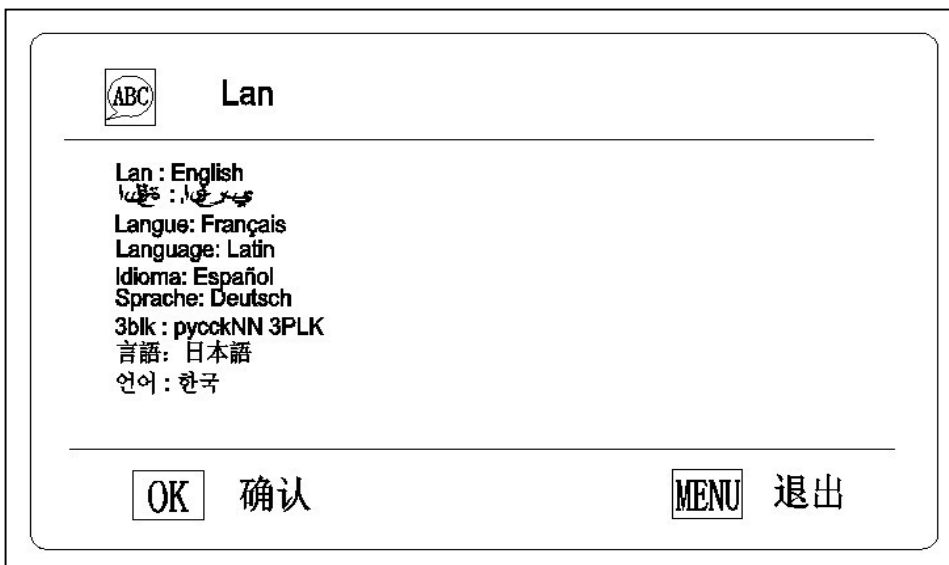 ABC Lan
Lan : English
Langue: Français
Language: Latin
Idioma: Español
Sprache: Deutsch
3blk : pycckNN 3PLK
言語：日本語
언어 : 한국
OK 确认 MENU 退出